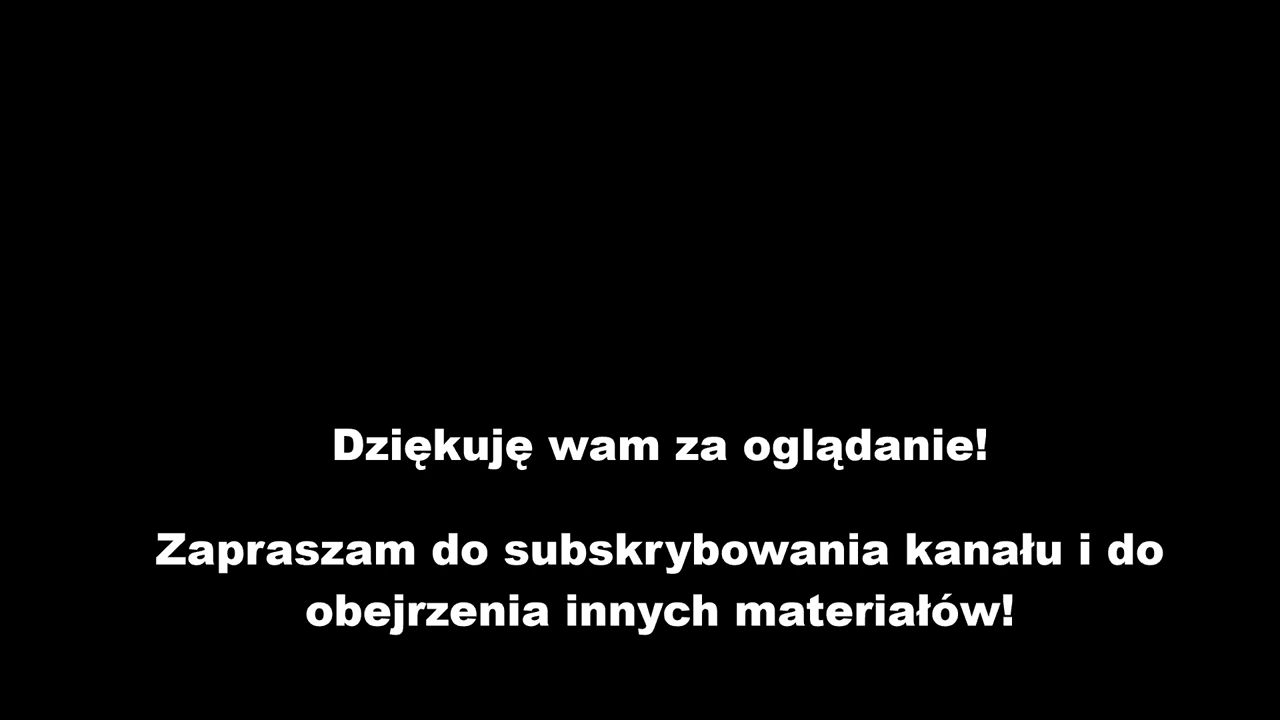 Dziękuję wam za oglądanie!
Zapraszam do subskrybowania kanału i do
obejrzenia innych materiałów!